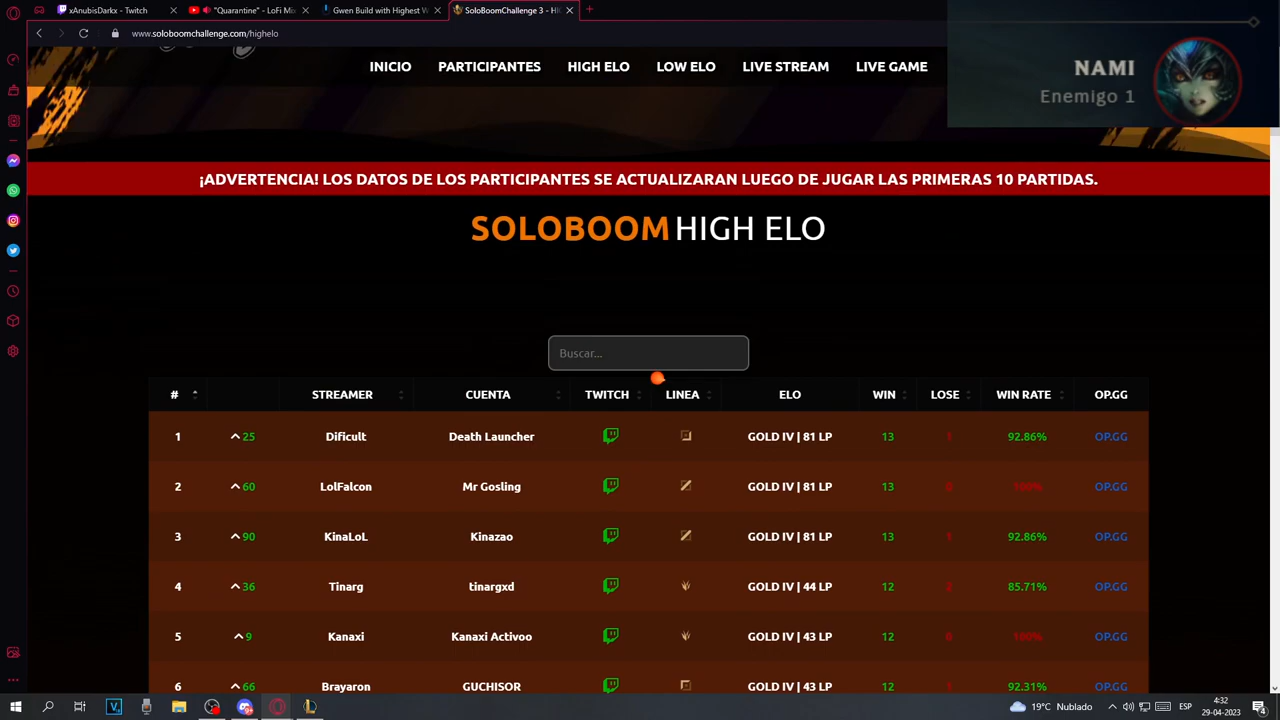 xAnubisDarkx - Twitch
"Quarantine" - LoFi Mi
Gwen Build with Highest W
SoloBoomChallenge 3 - HI
www.soloboomchallenge.com/highelo
INICIO PARTICIPANTES HIGH ELO LOW ELO LIVE STREAM LIVE GAME
NAMI
Enemigo 1
¡ADVERTENCIA! LOS DATOS DE LOS PARTICIPANTES SE ACTUALIZARAN LUEGO DE JUGAR LAS PRIMERAS 10 PARTIDAS.
SOLOBOOM HIGH ELO
Buscar...
# STREAMER CUENTA TWITCH LINEA ELO WIN LOSE WIN RATE OP.GG
1 25 Dificult Death Launcher GOLD IV | 81 LP 13 1 92.86% OP.GG
2 60 LolFalcon Mr Gosling GOLD IV | 81 LP 13 0 100% OP.GG
3 90 KinaLoL Kinazao GOLD IV | 81 LP 13 1 92.86% OP.GG
4 36 Tinarg tinargxd GOLD IV | 44 LP 12 2 85.71% OP.GG
5 9 Kanaxi Kanaxi Activoo GOLD IV | 43 LP 12 0 100% OP.GG
6 66 Brayaron GUCHISOR GOLD IV | 43 LP 12 1 92.31% OP.GG
19°C Nublado ESP 4:32
29-04-2023